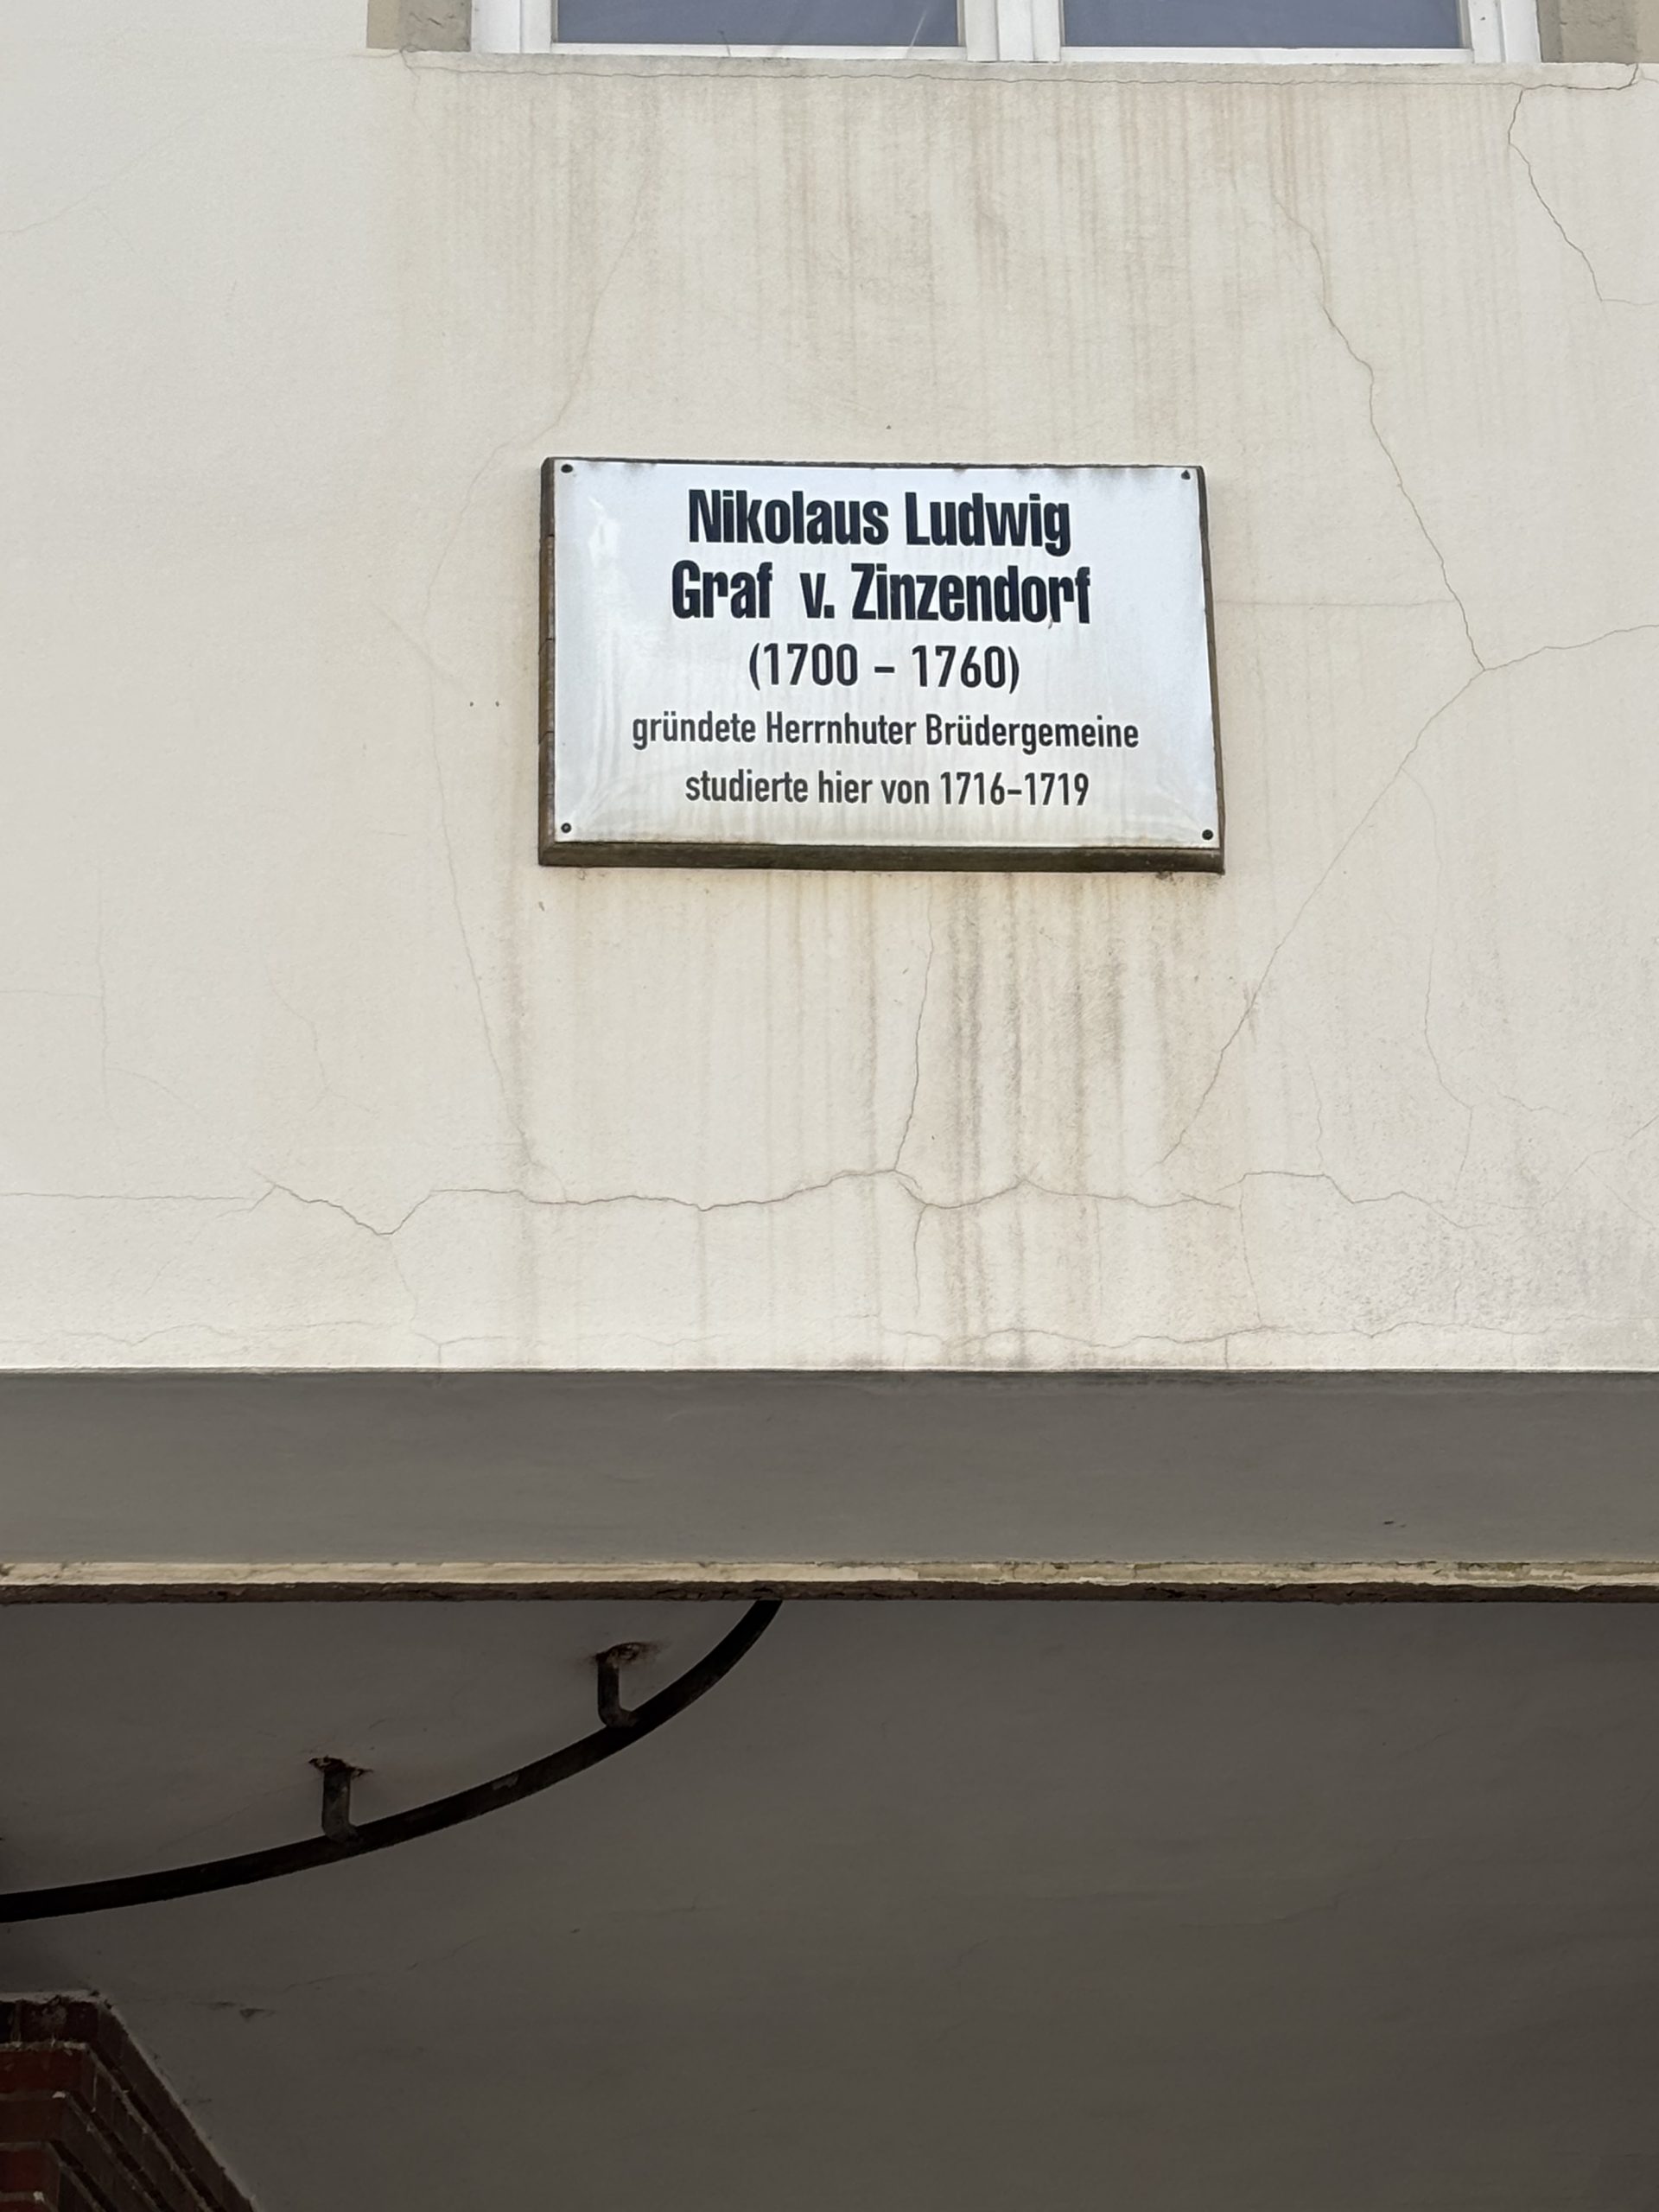 Nikolaus Ludwig
Graf v. Zinzendorf
(1700 – 1760)
gründete Herrnhuter Brüdergemeine
studierte hier von 1716–1719